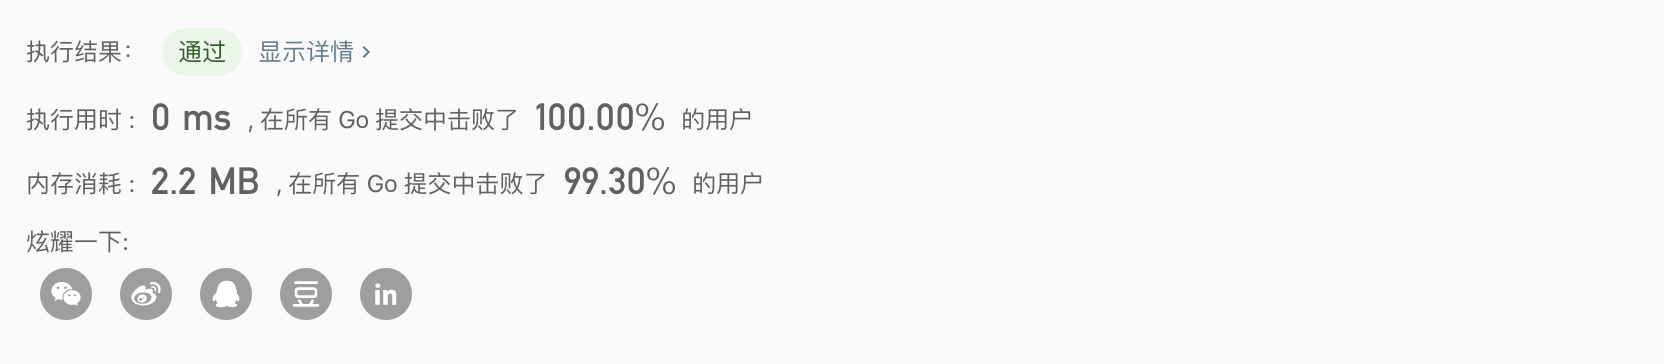 执行结果： 通过 显示详情 ›
执行用时 : 0 ms , 在所有 Go 提交中击败了 100.00% 的用户
内存消耗 : 2.2 MB , 在所有 Go 提交中击败了 99.30% 的用户
炫耀一下:
豆 in